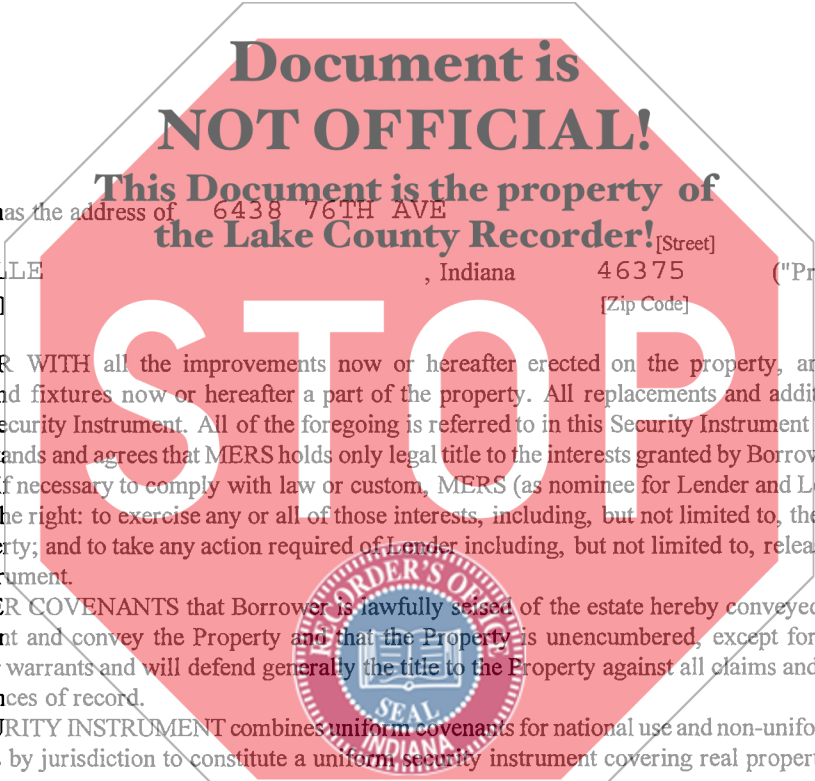 Document is
NOT OFFICIAL!
This Document is the property of
as the address of 6438 76TH AVE
the Lake County Recorder! [Street]
LLE , Indiana 46375 ("Pr
] [Zip Code]
STOP
R WITH all the improvements now or hereafter erected on the property, an
nd fixtures now or hereafter a part of the property. All replacements and addit
ecurity Instrument. All of the foregoing is referred to in this Security Instrument
ands and agrees that MERS holds only legal title to the interests granted by Borrow
if necessary to comply with law or custom, MERS (as nominee for Lender and Le
he right: to exercise any or all of those interests, including, but not limited to, the
erty; and to take any action required of Lender including, but not limited to, relea
rument.
ER COVENANTS that Borrower is lawfully seised of the estate hereby conveyed
nt and convey the Property and that the Property is unencumbered, except for
r warrants and will defend generally the title to the Property against all claims and
nces of record.
URITY INSTRUMENT combines uniform covenants for national use and non-unifo
s by jurisdiction to constitute a uniform security instrument covering real propert
RECORDER'S OFFICE
SEAL
INDIANA